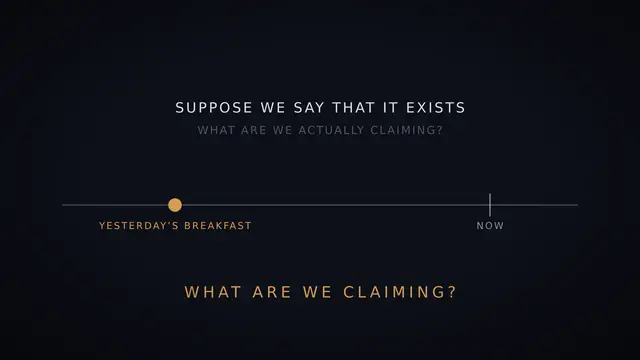 SUPPOSE WE SAY THAT IT EXISTS
WHAT ARE WE ACTUALLY CLAIMING?
YESTERDAY'S BREAKFAST
NOW
WHAT ARE WE CLAIMING?